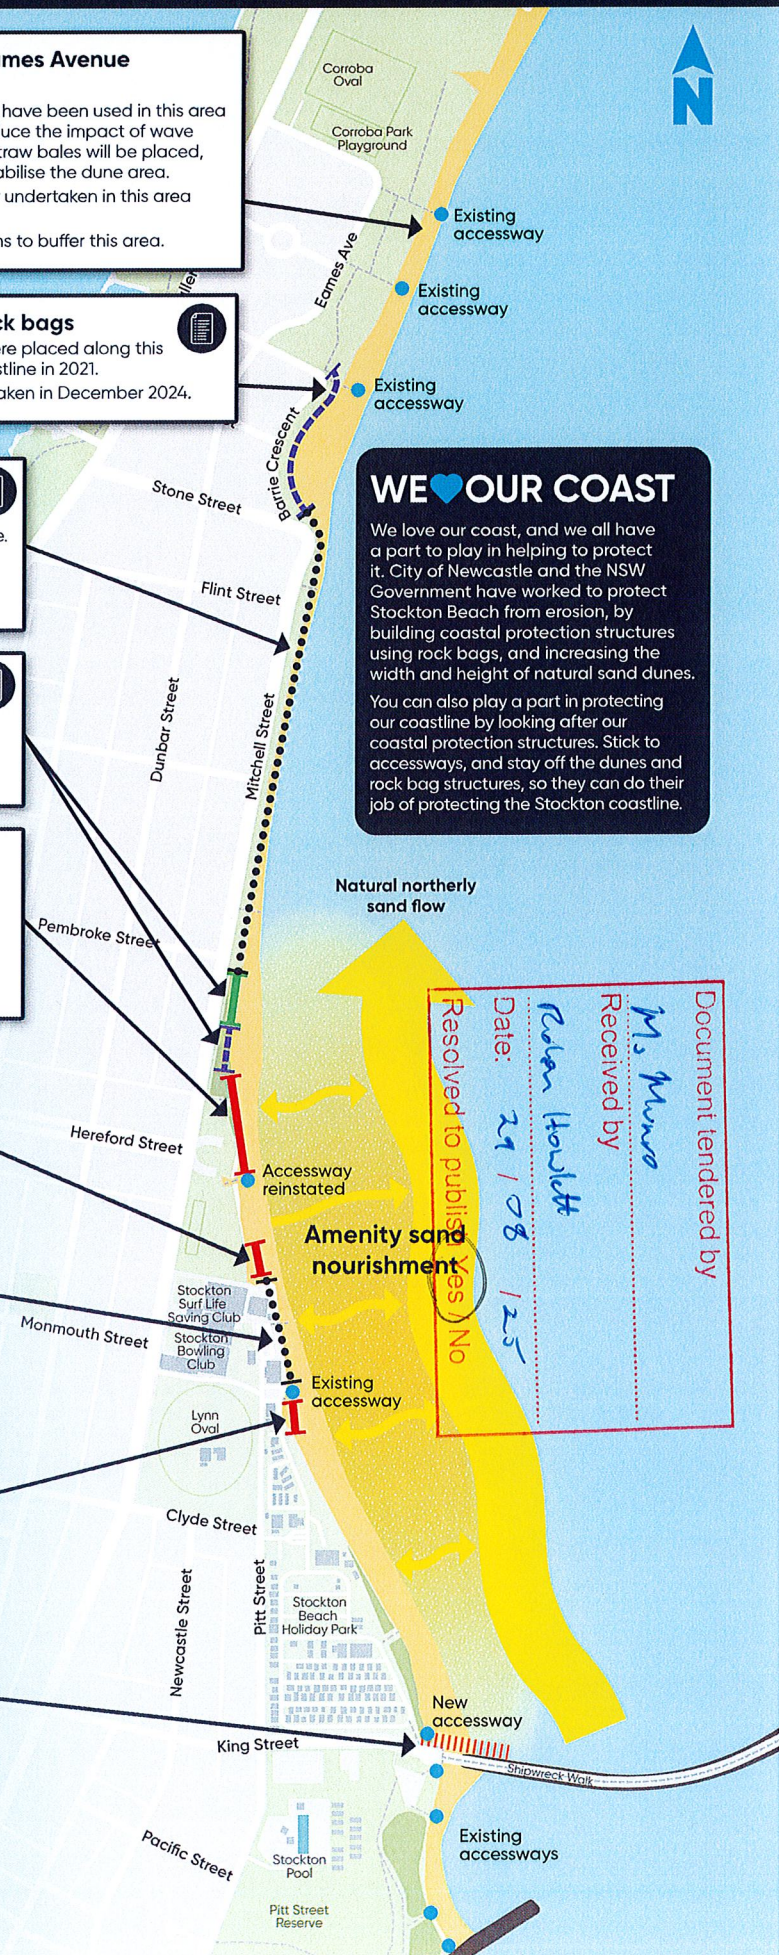 mes Avenue
have been used in this area
uce the impact of wave
raw bales will be placed,
abilise the dune area.
undertaken in this area
ns to buffer this area.
ck bags
re placed along this
stline in 2021.
aken in December 2024.
e.
Corroba
Oval
Corroba Park
Playground
N
Existing
accessway
Eames Ave
Existing
accessway
Existing
accessway
Barrie Crescent
Stone Street
Flint Street
Dunbar Street
Mitchell Street
WE OUR COAST
We love our coast, and we all have
a part to play in helping to protect
it. City of Newcastle and the NSW
Government have worked to protect
Stockton Beach from erosion, by
building coastal protection structures
using rock bags, and increasing the
width and height of natural sand dunes.
You can also play a part in protecting
our coastline by looking after our
coastal protection structures. Stick to
accessways, and stay off the dunes and
rock bag structures, so they can do their
job of protecting the Stockton coastline.
Natural northerly
sand flow
Pembroke Street
Document tendered by
Ms Munro
Received by
Rohan Howlett
Date: 29 / 08 / 25
Resolved to publish Yes / No
Hereford Street
Accessway
reinstated
Amenity sand
nourishment
Stockton
Surf Life
Saving Club
Monmouth Street
Stockton
Bowling
Club
Existing
accessway
Lynn
Oval
Clyde Street
Newcastle Street
Pitt Street
Stockton
Beach
Holiday Park
New
accessway
King Street
Shipwreck Walk
Existing
accessways
Pacific Street
Stockton
Pool
Pitt Street
Reserve